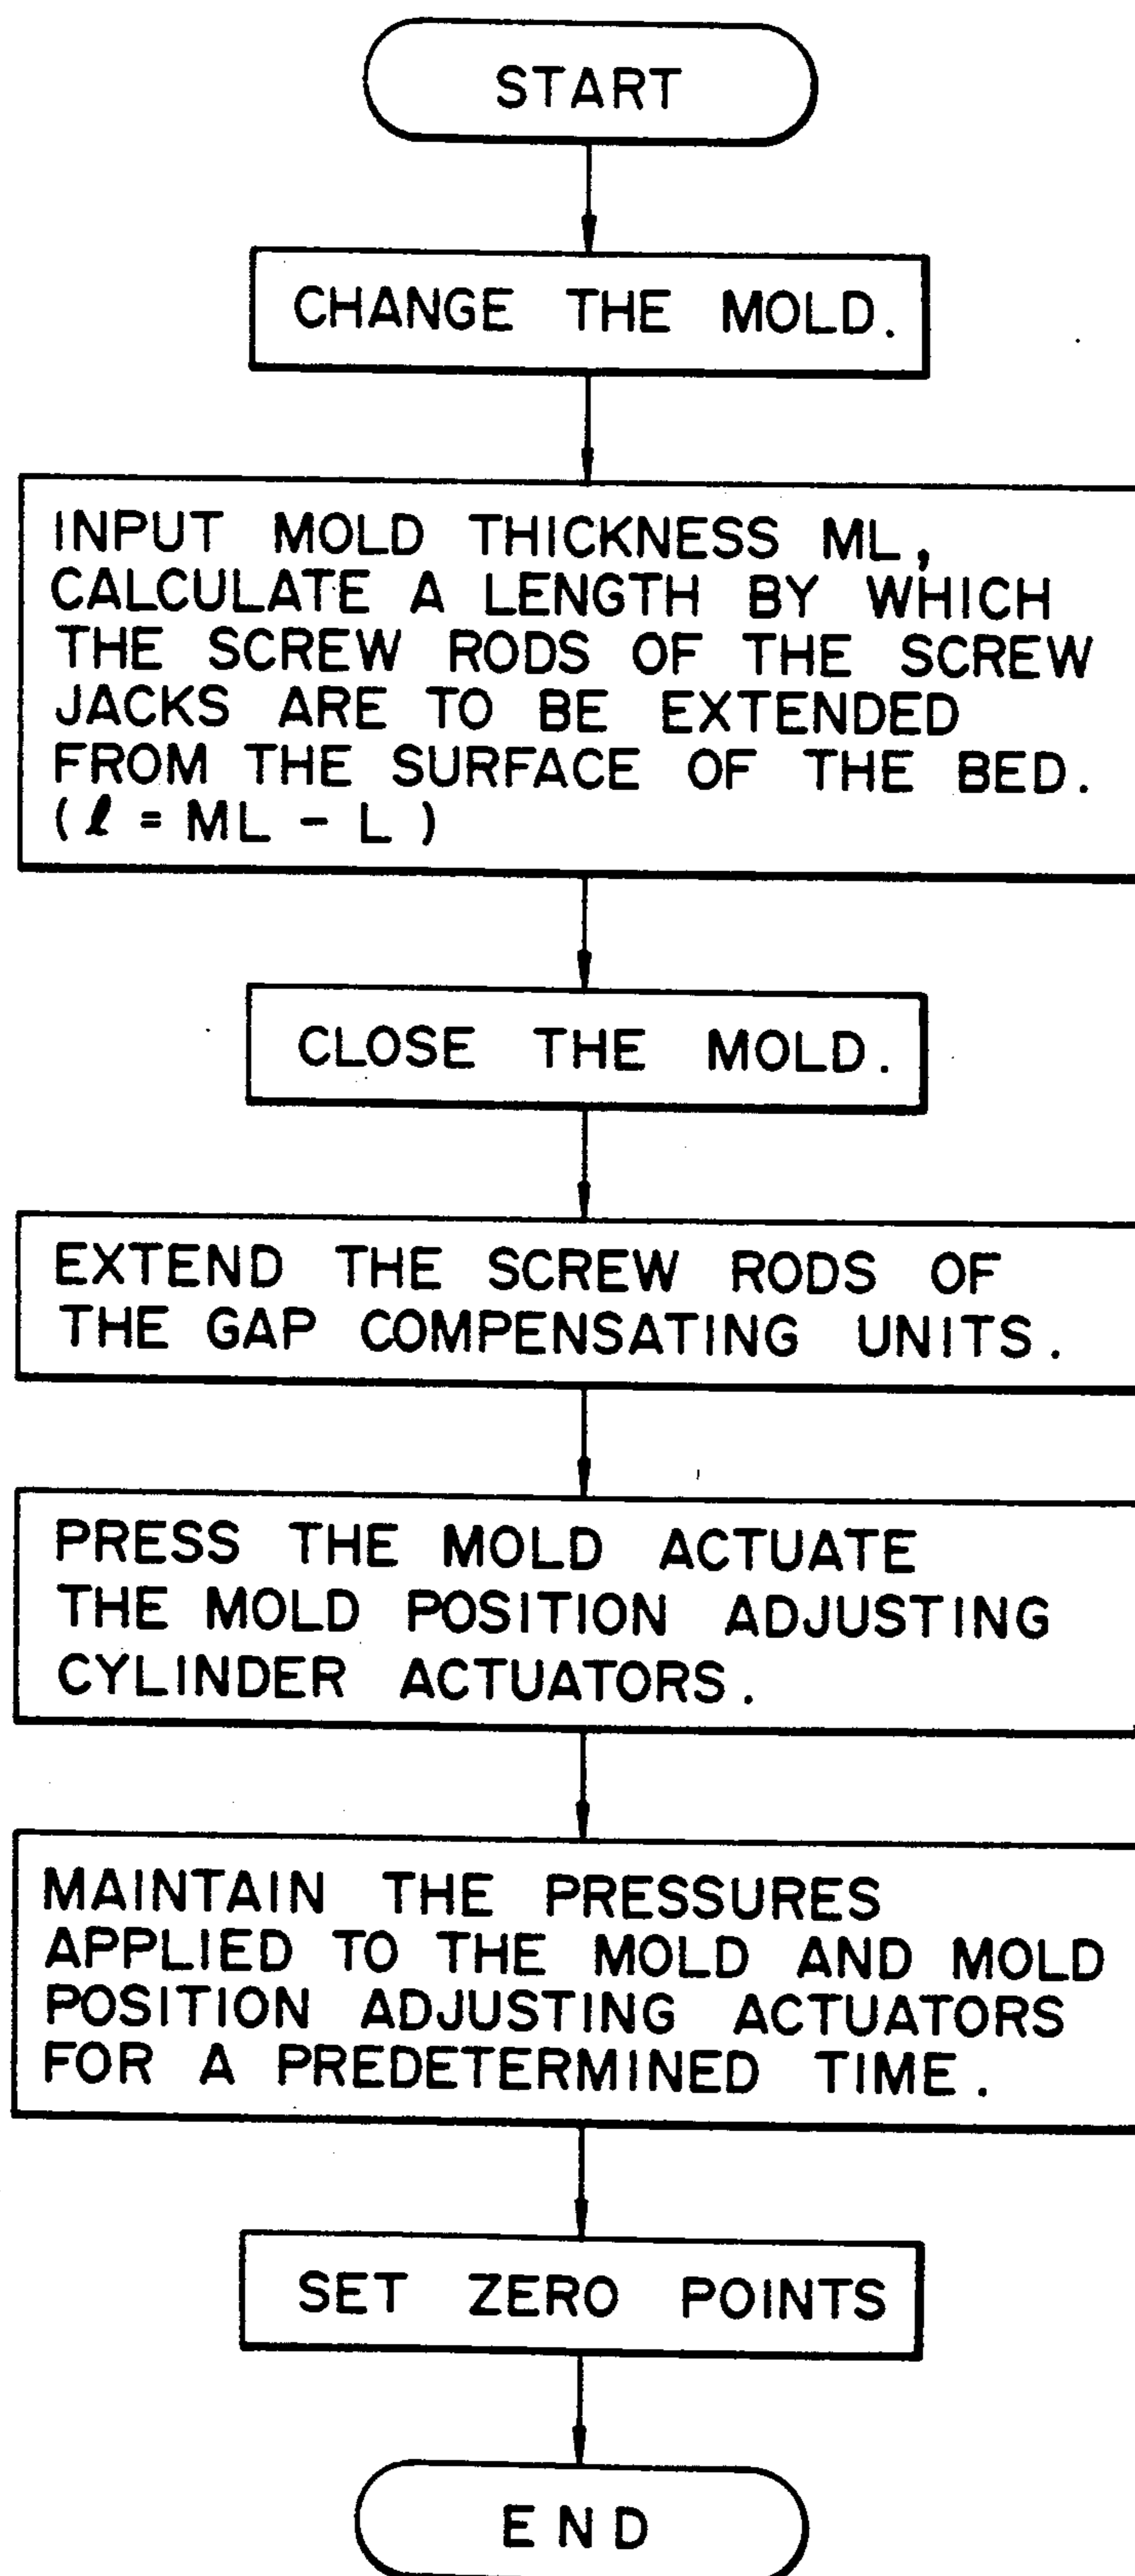 START
CHANGE THE MOLD.
INPUT MOLD THICKNESS ML,
CALCULATE A LENGTH BY WHICH
THE SCREW RODS OF THE SCREW
JACKS ARE TO BE EXTENDED
FROM THE SURFACE OF THE BED.
(ℓ = ML - L)
CLOSE THE MOLD.
EXTEND THE SCREW RODS OF
THE GAP COMPENSATING UNITS.
PRESS THE MOLD ACTUATE
THE MOLD POSITION ADJUSTING
CYLINDER ACTUATORS.
MAINTAIN THE PRESSURES
APPLIED TO THE MOLD AND MOLD
POSITION ADJUSTING ACTUATORS
FOR A PREDETERMINED TIME.
SET ZERO POINTS
END